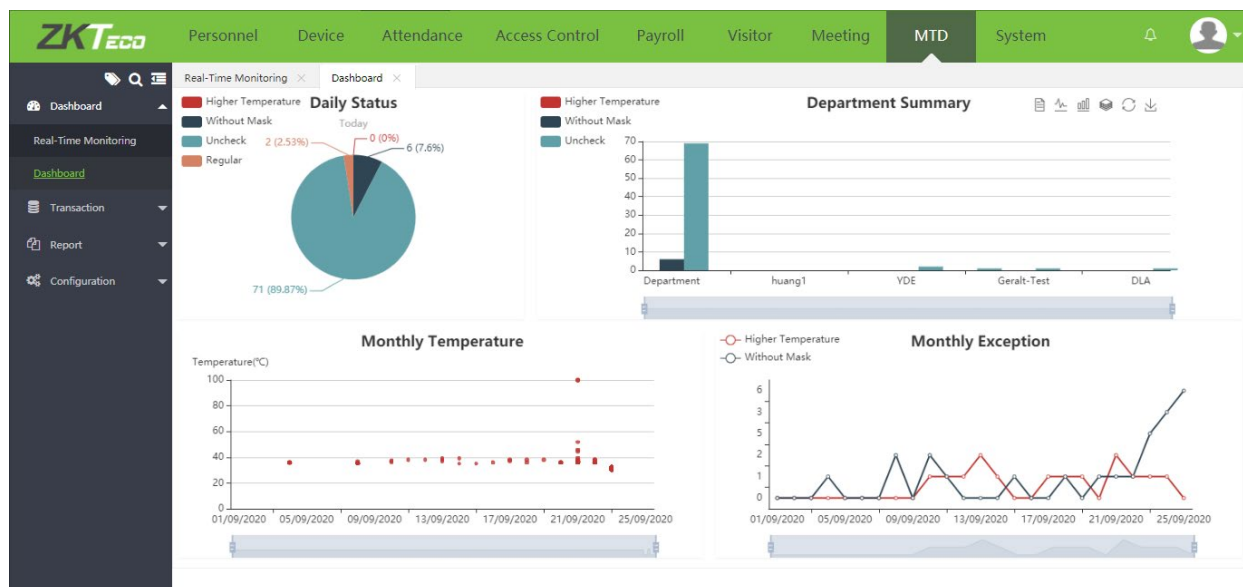 ZKTECO Personnel Device Attendance Access Control Payroll Visitor Meeting MTD System
Real-Time Monitoring × Dashboard ×
Dashboard
Real-Time Monitoring
Dashboard
Transaction
Report
Configuration
Daily Status
Today
Higher Temperature
Without Mask
Uncheck
Regular
2 (2.53%)
0 (0%)
6 (7.6%)
71 (89.87%)
Department Summary
Higher Temperature
Without Mask
Uncheck
70
60
50
40
30
20
10
0
Department huang1 YDE Geralt-Test DLA
Monthly Temperature
Temperature(℃)
100
80
60
40
20
0
01/09/2020 05/09/2020 09/09/2020 13/09/2020 17/09/2020 21/09/2020 25/09/2020
Monthly Exception
Higher Temperature
Without Mask
6
3
5
2
1
0
01/09/2020 05/09/2020 09/09/2020 13/09/2020 17/09/2020 21/09/2020 25/09/2020